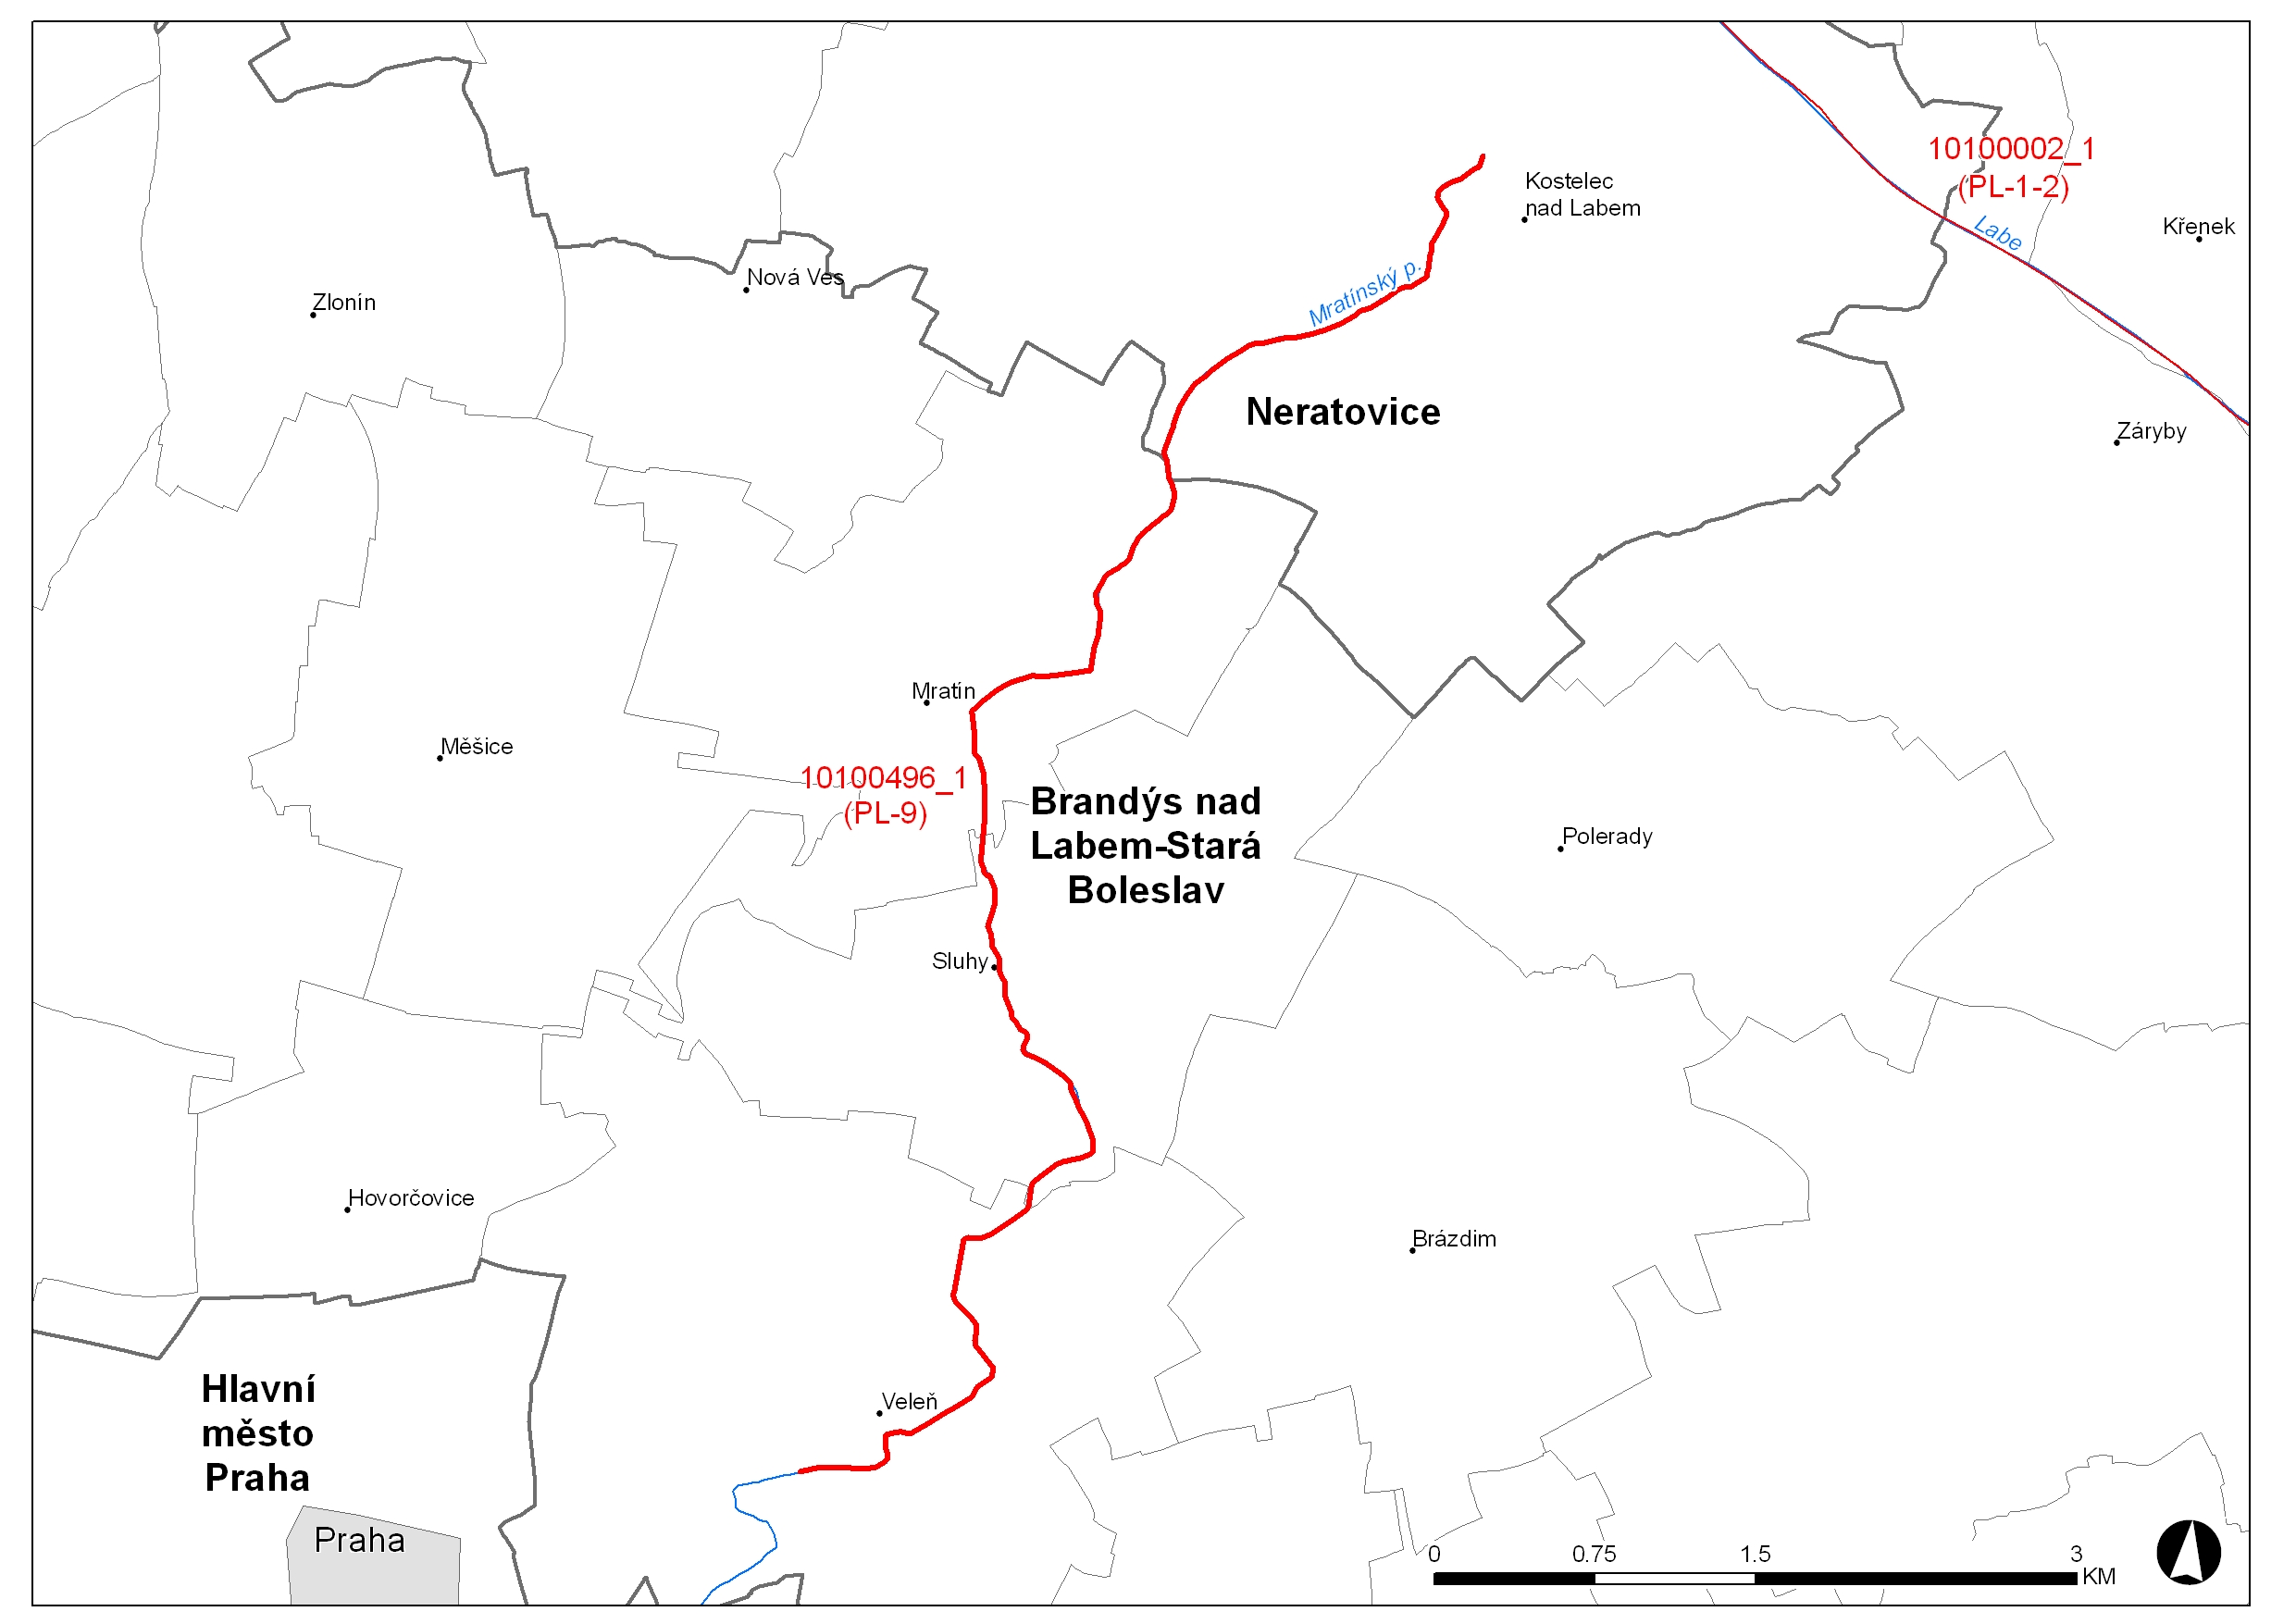 10100002_1
(PL-1-2)
Kostelec
nad Labem
Křenek
Labe
Mratínský p.
Nová Ves
Zlonín
Neratovice
Záryby
Mratín
Měšice
10100496_1
(PL-9)
Brandýs nad
Labem-Stará
Boleslav
Polerady
Sluhy
Hovorčovice
Brázdim
Hlavní
město
Praha
Veleň
Praha
0 0.75 1.5 3
KM